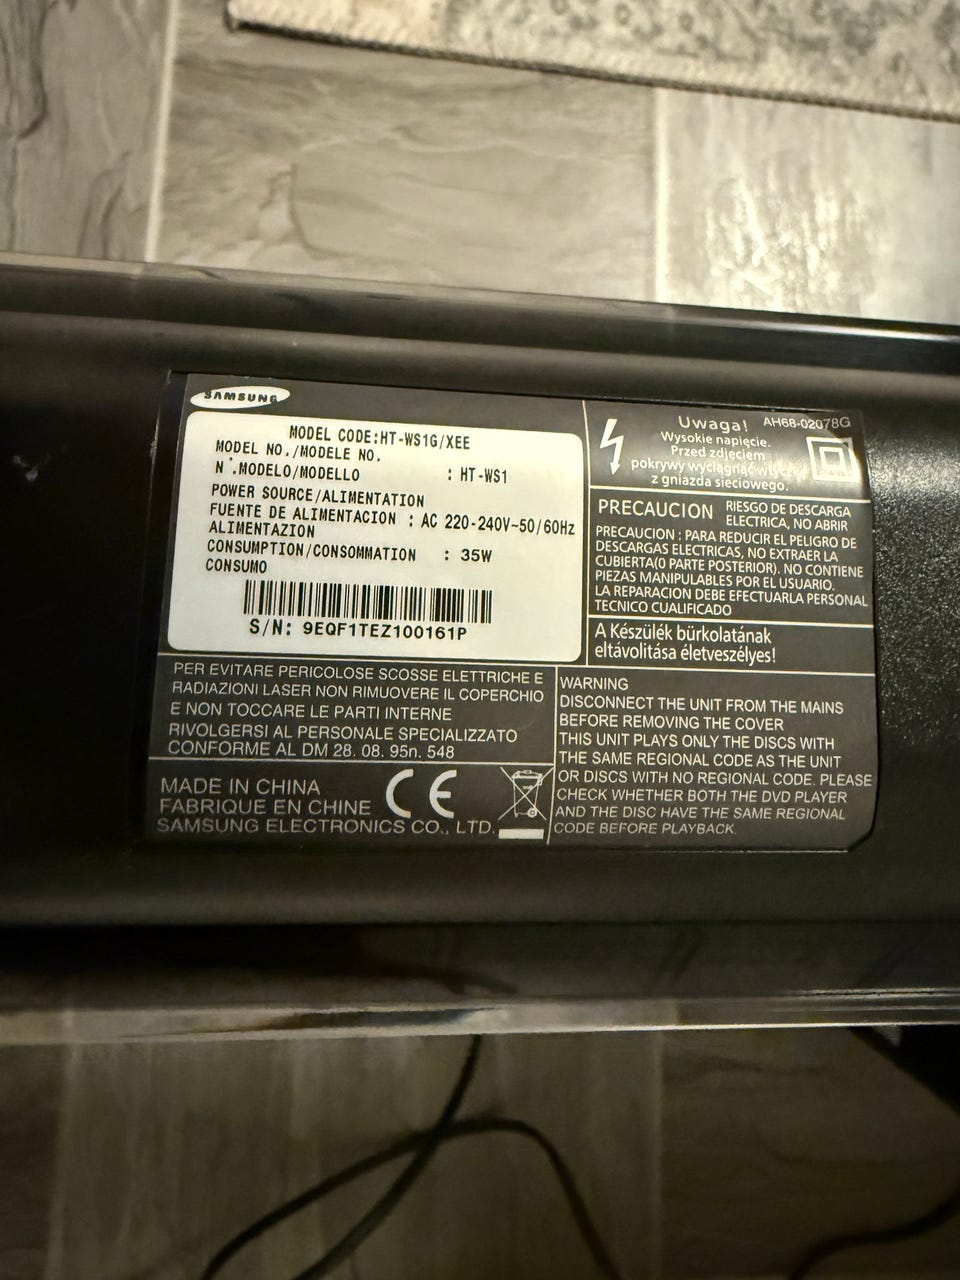 SAMSUNG
MODEL CODE:HT-WS1G/XEE
MODEL NO./MODELE NO.
N°.MODELO/MODELLO : HT-WS1
POWER SOURCE/ALIMENTATION
FUENTE DE ALIMENTACION : AC 220-240V~50/60Hz
ALIMENTAZION
CONSUMPTION/CONSOMMATION : 35W
CONSUMO
S/N: 9EQF1TEZ100161P
Uwaga! AH68-02078G
Wysokie napięcie.
Przed zdjęciem
pokrywy wyciągnąć wtyczkę
z gniazda sieciowego.
PRECAUCION RIESGO DE DESCARGA
ELECTRICA, NO ABRIR
PRECAUCION : PARA REDUCIR EL PELIGRO DE
DESCARGAS ELECTRICAS, NO EXTRAER LA
CUBIERTA(O PARTE POSTERIOR). NO CONTIENE
PIEZAS MANIPULABLES POR EL USUARIO.
LA REPARACION DEBE EFECTUARLA PERSONAL
TECNICO CUALIFICADO
A Készülék bürkolatának
eltávolitása életveszélyes!
PER EVITARE PERICOLOSE SCOSSE ELETTRICHE E
RADIAZIONI LASER NON RIMUOVERE IL COPERCHIO
E NON TOCCARE LE PARTI INTERNE
RIVOLGERSI AL PERSONALE SPECIALIZZATO
CONFORME AL DM 28. 08. 95n. 548
MADE IN CHINA
FABRIQUE EN CHINE
SAMSUNG ELECTRONICS CO., LTD.
CE
WARNING
DISCONNECT THE UNIT FROM THE MAINS
BEFORE REMOVING THE COVER
THIS UNIT PLAYS ONLY THE DISCS WITH
THE SAME REGIONAL CODE AS THE UNIT
OR DISCS WITH NO REGIONAL CODE. PLEASE
CHECK WHETHER BOTH THE DVD PLAYER
AND THE DISC HAVE THE SAME REGIONAL
CODE BEFORE PLAYBACK.